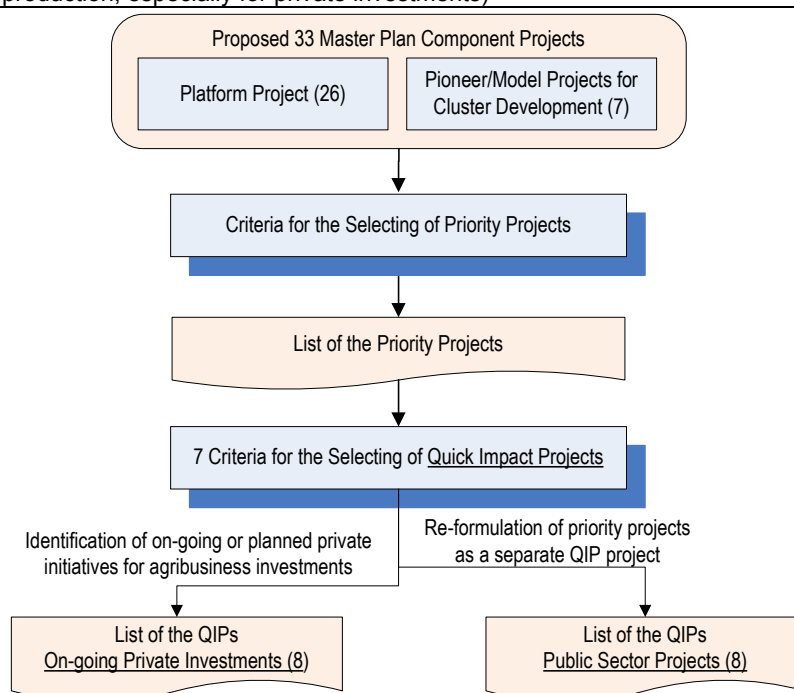 production, especially for private investments)
Proposed 33 Master Plan Component Projects
Platform Project (26)
Pioneer/Model Projects for
Cluster Development (7)
Criteria for the Selecting of Priority Projects
List of the Priority Projects
7 Criteria for the Selecting of Quick Impact Projects
Identification of on-going or planned private
initiatives for agribusiness investments
Re-formulation of priority projects
as a separate QIP project
List of the QIPs
On-going Private Investments (8)
List of the QIPs
Public Sector Projects (8)